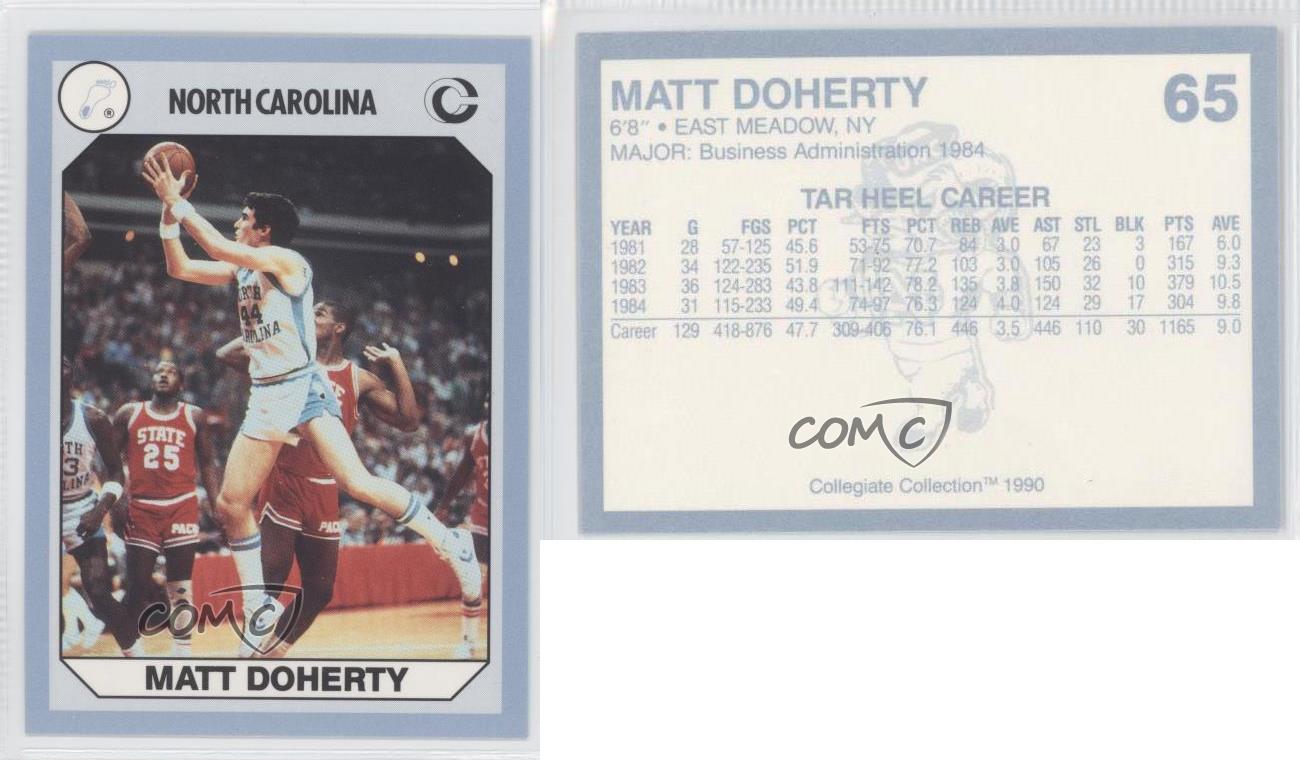 NORTH CAROLINA
C
®
NORTH
44
CAROLINA
STATE
25
PACK
TH
3
LINA
PAC
COMC
MATT DOHERTY
MATT DOHERTY 65
6'8" • EAST MEADOW, NY
MAJOR: Business Administration 1984
TAR HEEL CAREER
YEAR G FGS PCT FTS PCT REB AVE AST STL BLK PTS AVE
1981 28 57-125 45.6 53-75 70.7 84 3.0 67 23 3 167 6.0
1982 34 122-235 51.9 71-92 77.2 103 3.0 105 26 0 315 9.3
1983 36 124-283 43.8 111-142 78.2 135 3.8 150 32 10 379 10.5
1984 31 115-233 49.4 74-97 76.3 124 4.0 124 29 17 304 9.8
Career 129 418-876 47.7 309-406 76.1 446 3.5 446 110 30 1165 9.0
COMC
Collegiate Collection™ 1990